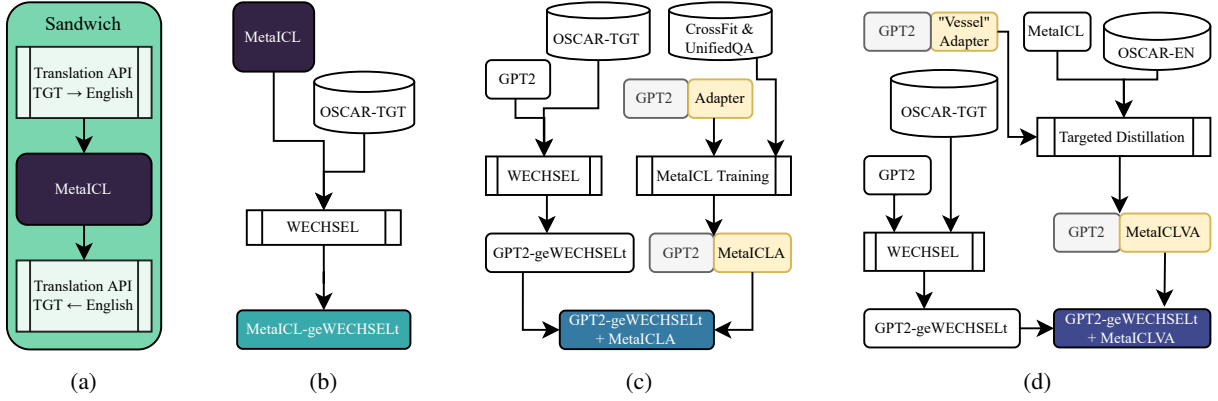 Sandwich
Translation API
TGT → English
MetaICL
Translation API
TGT ← English
(a)
MetaICL
OSCAR-TGT
WECHSEL
MetaICL-geWECHSELt
(b)
OSCAR-TGT
CrossFit &
UnifiedQA
GPT2
GPT2
Adapter
WECHSEL
MetaICL Training
GPT2-geWECHSELt
GPT2
MetaICLA
GPT2-geWECHSELt
+ MetaICLA
(c)
GPT2
"Vessel"
Adapter
MetaICL
OSCAR-EN
OSCAR-TGT
Targeted Distillation
GPT2
WECHSEL
GPT2
MetaICLVA
GPT2-geWECHSELt
GPT2-geWECHSELt
+ MetaICLVA
(d)